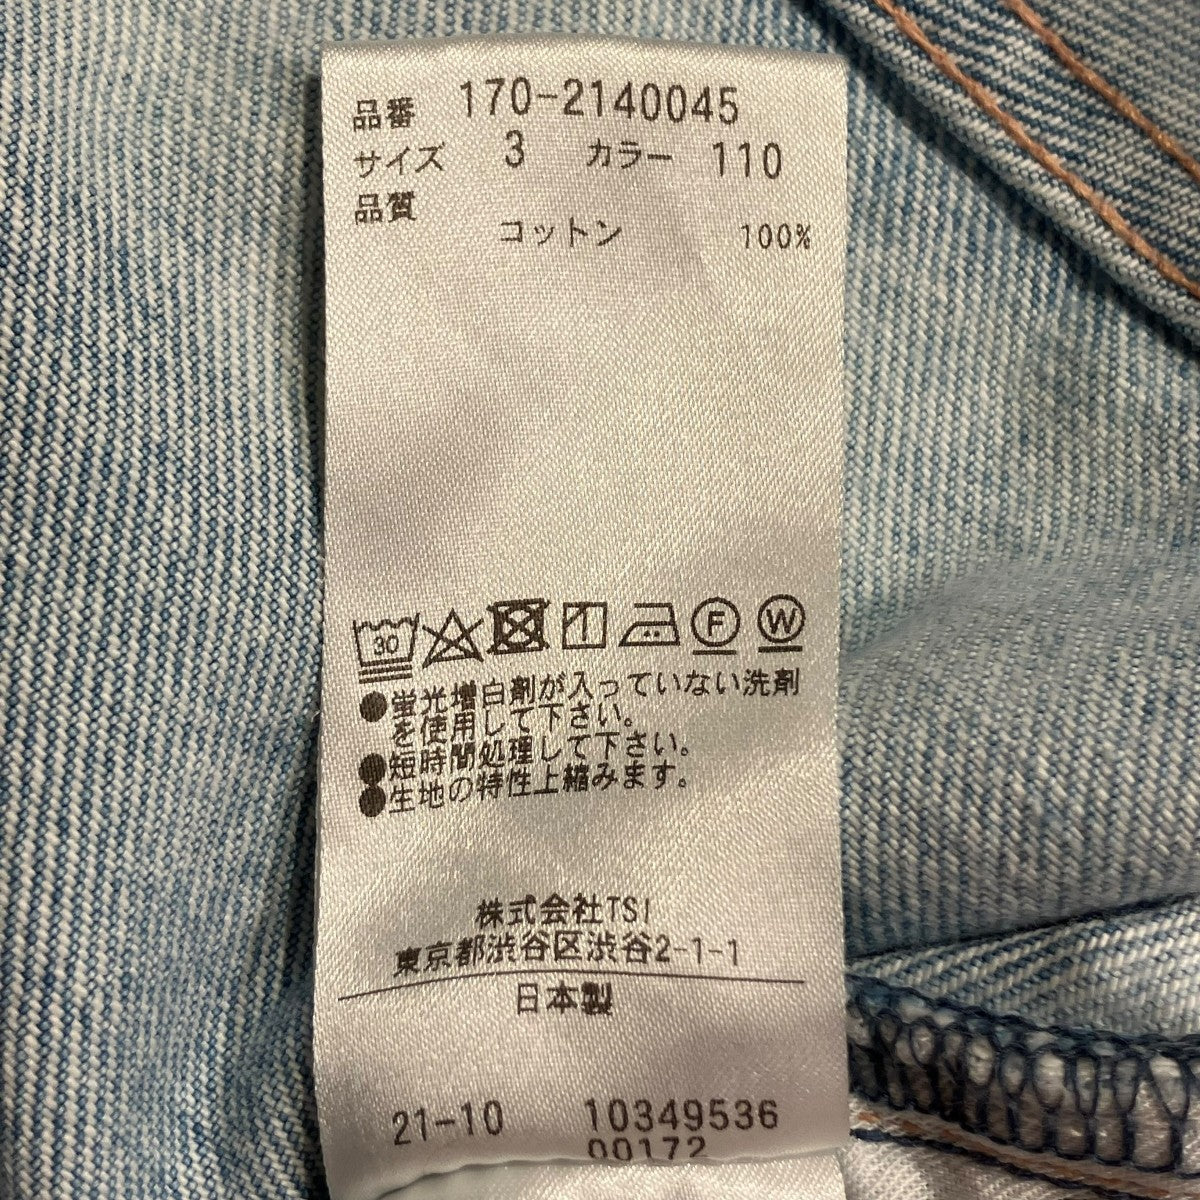 品番 170-2140045
サイズ 3 カラー 110
品質
コットン 100%
30 F W
●蛍光増白剤が入っていない洗剤
を使用して下さい。
●短時間処理して下さい。
●生地の特性上縮みます。
株式会社TSI
東京都渋谷区渋谷2-1-1
日本製
21-10 10349536
00172